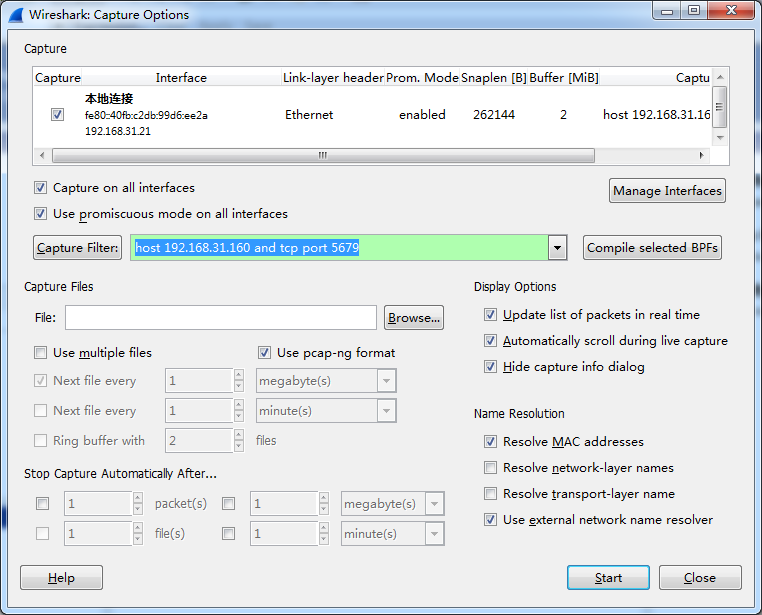 Wireshark: Capture Options
Capture
Capture Interface Link-layer header Prom. Mode Snaplen [B] Buffer [MiB] Captu
本地连接
fe80::40fb:c2db:99d6:ee2a
192.168.31.21
Ethernet enabled 262144 2 host 192.168.31.16
Capture on all interfaces
Manage Interfaces
Use promiscuous mode on all interfaces
Capture Filter: host 192.168.31.160 and tcp port 5679 Compile selected BPFs
Capture Files
File: Browse...
Use multiple files Use pcap-ng format
Next file every 1 megabyte(s)
Next file every 1 minute(s)
Ring buffer with 2 files
Stop Capture Automatically After...
1 packet(s) 1 megabyte(s)
1 file(s) 1 minute(s)
Display Options
Update list of packets in real time
Automatically scroll during live capture
Hide capture info dialog
Name Resolution
Resolve MAC addresses
Resolve network-layer names
Resolve transport-layer name
Use external network name resolver
Help Start Close